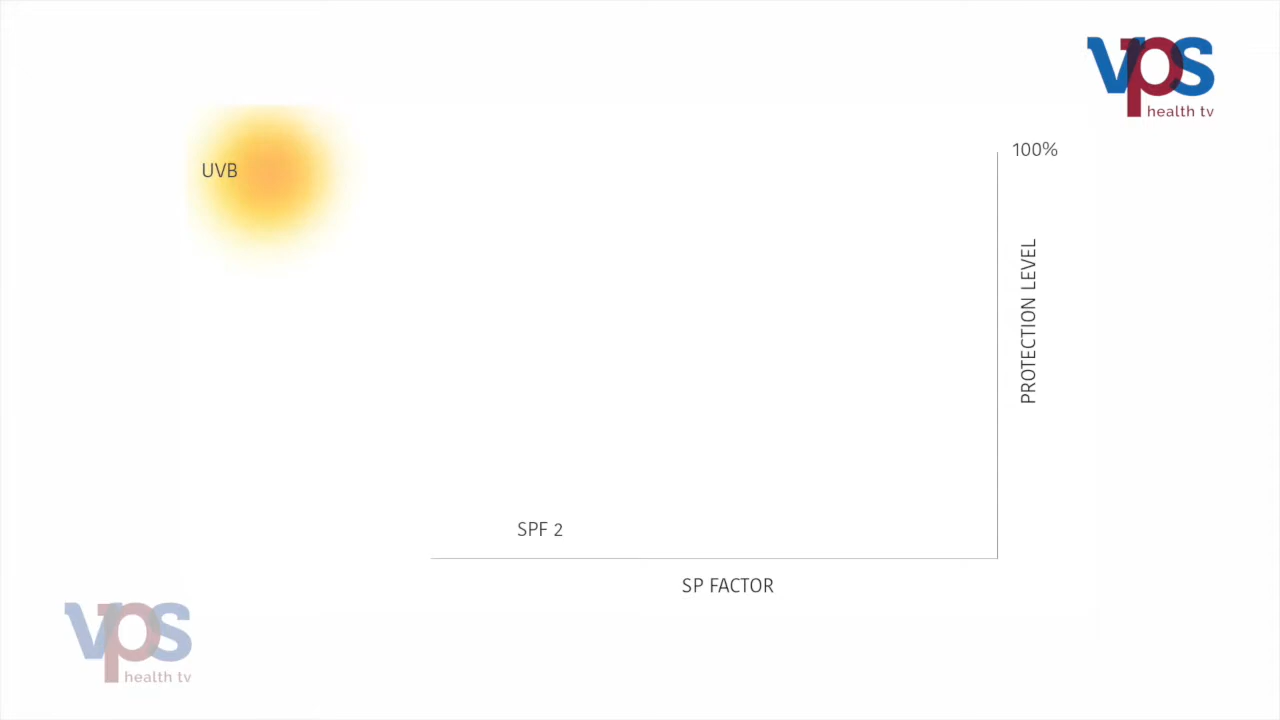 vps
health tv
UVB
100%
PROTECTION LEVEL
SPF 2
SP FACTOR
vps
health tv